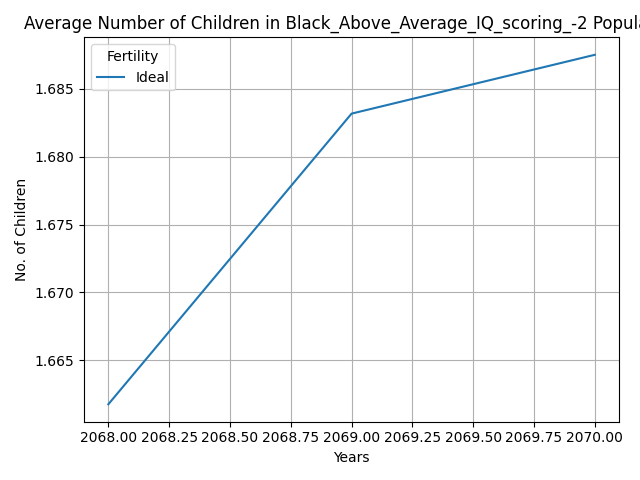 Average Number of Children in Black_Above_Average_IQ_scoring_-2 Popula
Fertility
Ideal
No. of Children
1.685
1.680
1.675
1.670
1.665
2068.00 2068.25 2068.50 2068.75 2069.00 2069.25 2069.50 2069.75 2070.00
Years